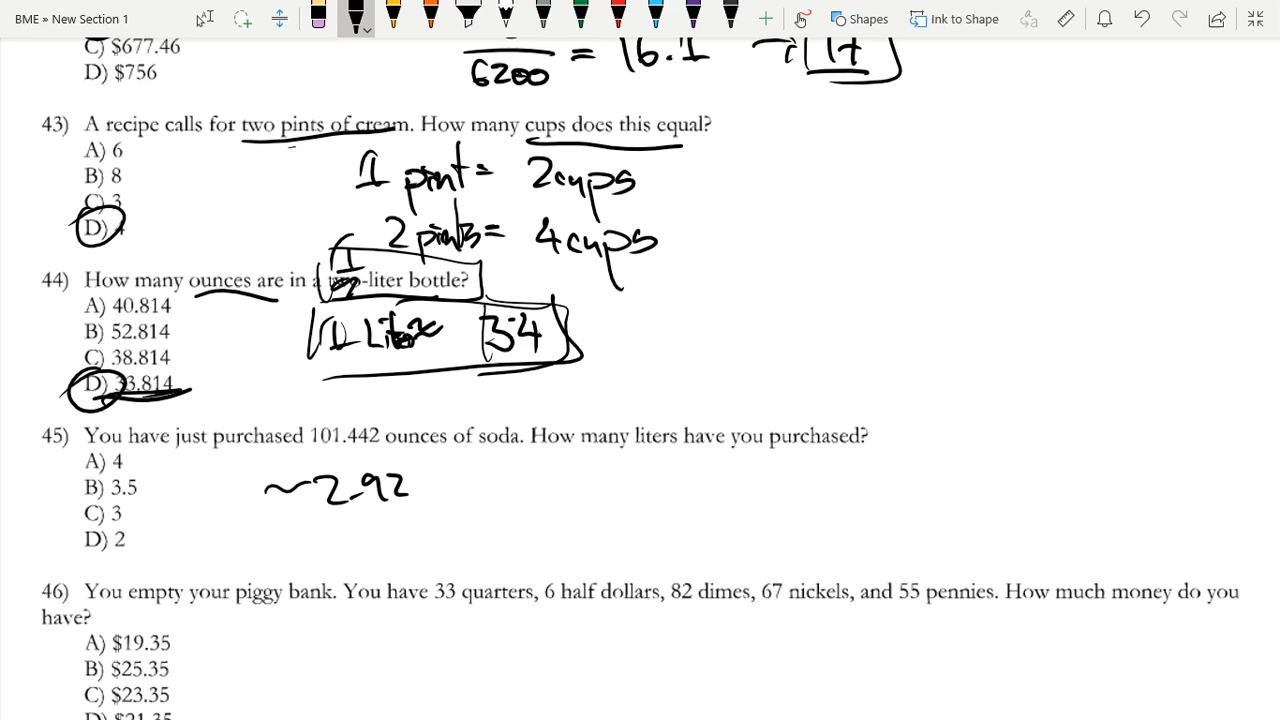 BME » New Section 1
Shapes
Ink to Shape
C) $677.46
D) $756
6200 = 16.1 17
43) A recipe calls for two pints of cream. How many cups does this equal?
A) 6
1 pint = 2cups
B) 8
C) 3
D) 4
2 pints = 4cups
44) How many ounces are in a two-liter bottle?
1
A) 40.814
B) 52.814
1 Liter ≈ 34
C) 38.814
D) 33.814
45) You have just purchased 101.442 ounces of soda. How many liters have you purchased?
A) 4
B) 3.5
~2.92
C) 3
D) 2
46) You empty your piggy bank. You have 33 quarters, 6 half dollars, 82 dimes, 67 nickels, and 55 pennies. How much money do you
have?
A) $19.35
B) $25.35
C) $23.35
D) $21.35